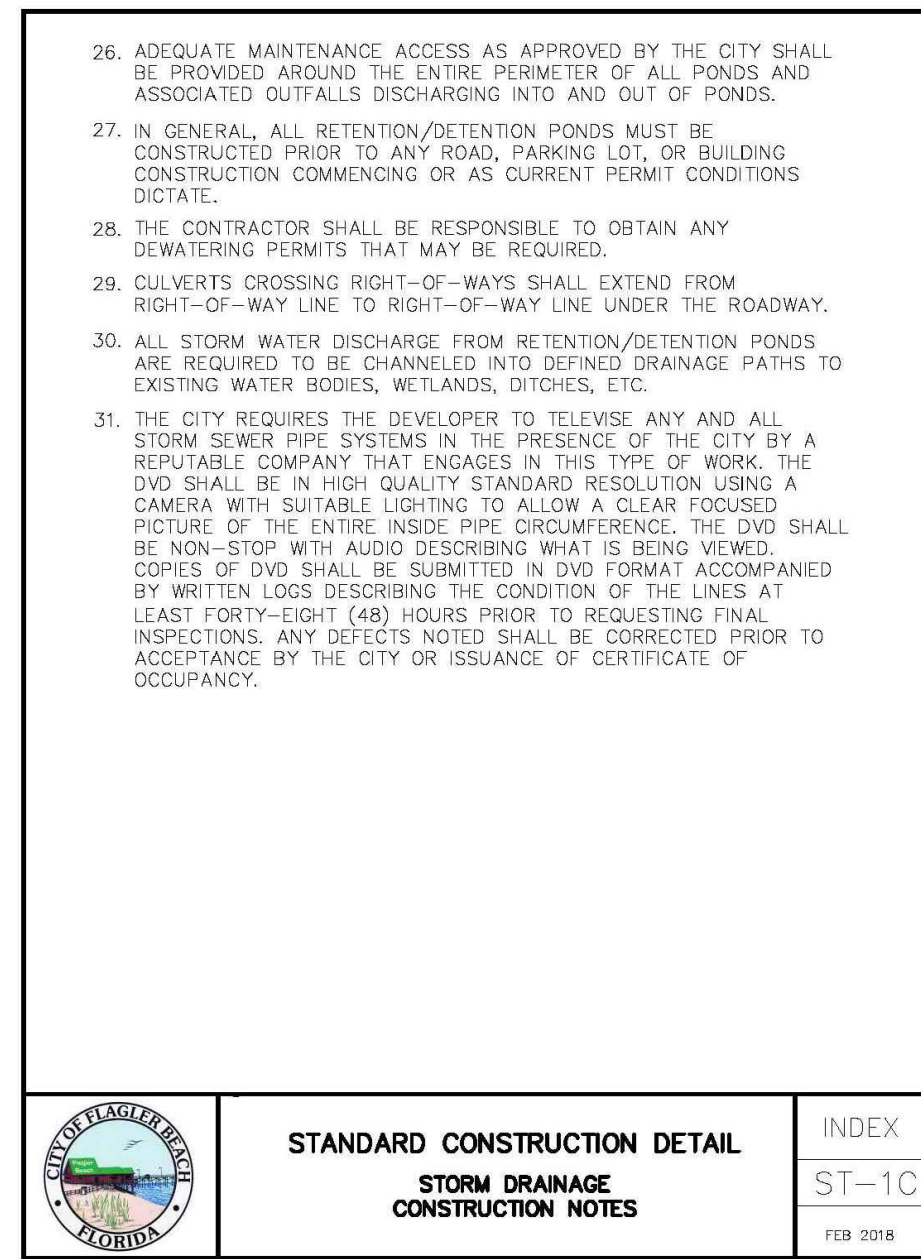 26. ADEQUATE MAINTENANCE ACCESS AS APPROVED BY THE CITY SHALL
BE PROVIDED AROUND THE ENTIRE PERIMETER OF ALL PONDS AND
ASSOCIATED OUTFALLS DISCHARGING INTO AND OUT OF PONDS.
27. IN GENERAL, ALL RETENTION/DETENTION PONDS MUST BE
CONSTRUCTED PRIOR TO ANY ROAD, PARKING LOT, OR BUILDING
CONSTRUCTION COMMENCING OR AS CURRENT PERMIT CONDITIONS
DICTATE.
28. THE CONTRACTOR SHALL BE RESPONSIBLE TO OBTAIN ANY
DEWATERING PERMITS THAT MAY BE REQUIRED.
29. CULVERTS CROSSING RIGHT-OF-WAYS SHALL EXTEND FROM
RIGHT-OF-WAY LINE TO RIGHT-OF-WAY LINE UNDER THE ROADWAY.
30. ALL STORM WATER DISCHARGE FROM RETENTION/DETENTION PONDS
ARE REQUIRED TO BE CHANNELED INTO DEFINED DRAINAGE PATHS TO
EXISTING WATER BODIES, WETLANDS, DITCHES, ETC.
31. THE CITY REQUIRES THE DEVELOPER TO TELEVISE ANY AND ALL
STORM SEWER PIPE SYSTEMS IN THE PRESENCE OF THE CITY BY A
REPUTABLE COMPANY THAT ENGAGES IN THIS TYPE OF WORK. THE
DVD SHALL BE IN HIGH QUALITY STANDARD RESOLUTION USING A
CAMERA WITH SUITABLE LIGHTING TO ALLOW A CLEAR FOCUSED
PICTURE OF THE ENTIRE INSIDE PIPE CIRCUMFERENCE. THE DVD SHALL
BE NON-STOP WITH AUDIO DESCRIBING WHAT IS BEING VIEWED.
COPIES OF DVD SHALL BE SUBMITTED IN DVD FORMAT ACCOMPANIED
BY WRITTEN LOGS DESCRIBING THE CONDITION OF THE LINES AT
LEAST FORTY-EIGHT (48) HOURS PRIOR TO REQUESTING FINAL
INSPECTIONS. ANY DEFECTS NOTED SHALL BE CORRECTED PRIOR TO
ACCEPTANCE BY THE CITY OR ISSUANCE OF CERTIFICATE OF
OCCUPANCY.
CITY OF FLAGLER BEACH
Flagler
Beach
FLORIDA
STANDARD CONSTRUCTION DETAIL
STORM DRAINAGE
CONSTRUCTION NOTES
INDEX
ST-1C
FEB 2018